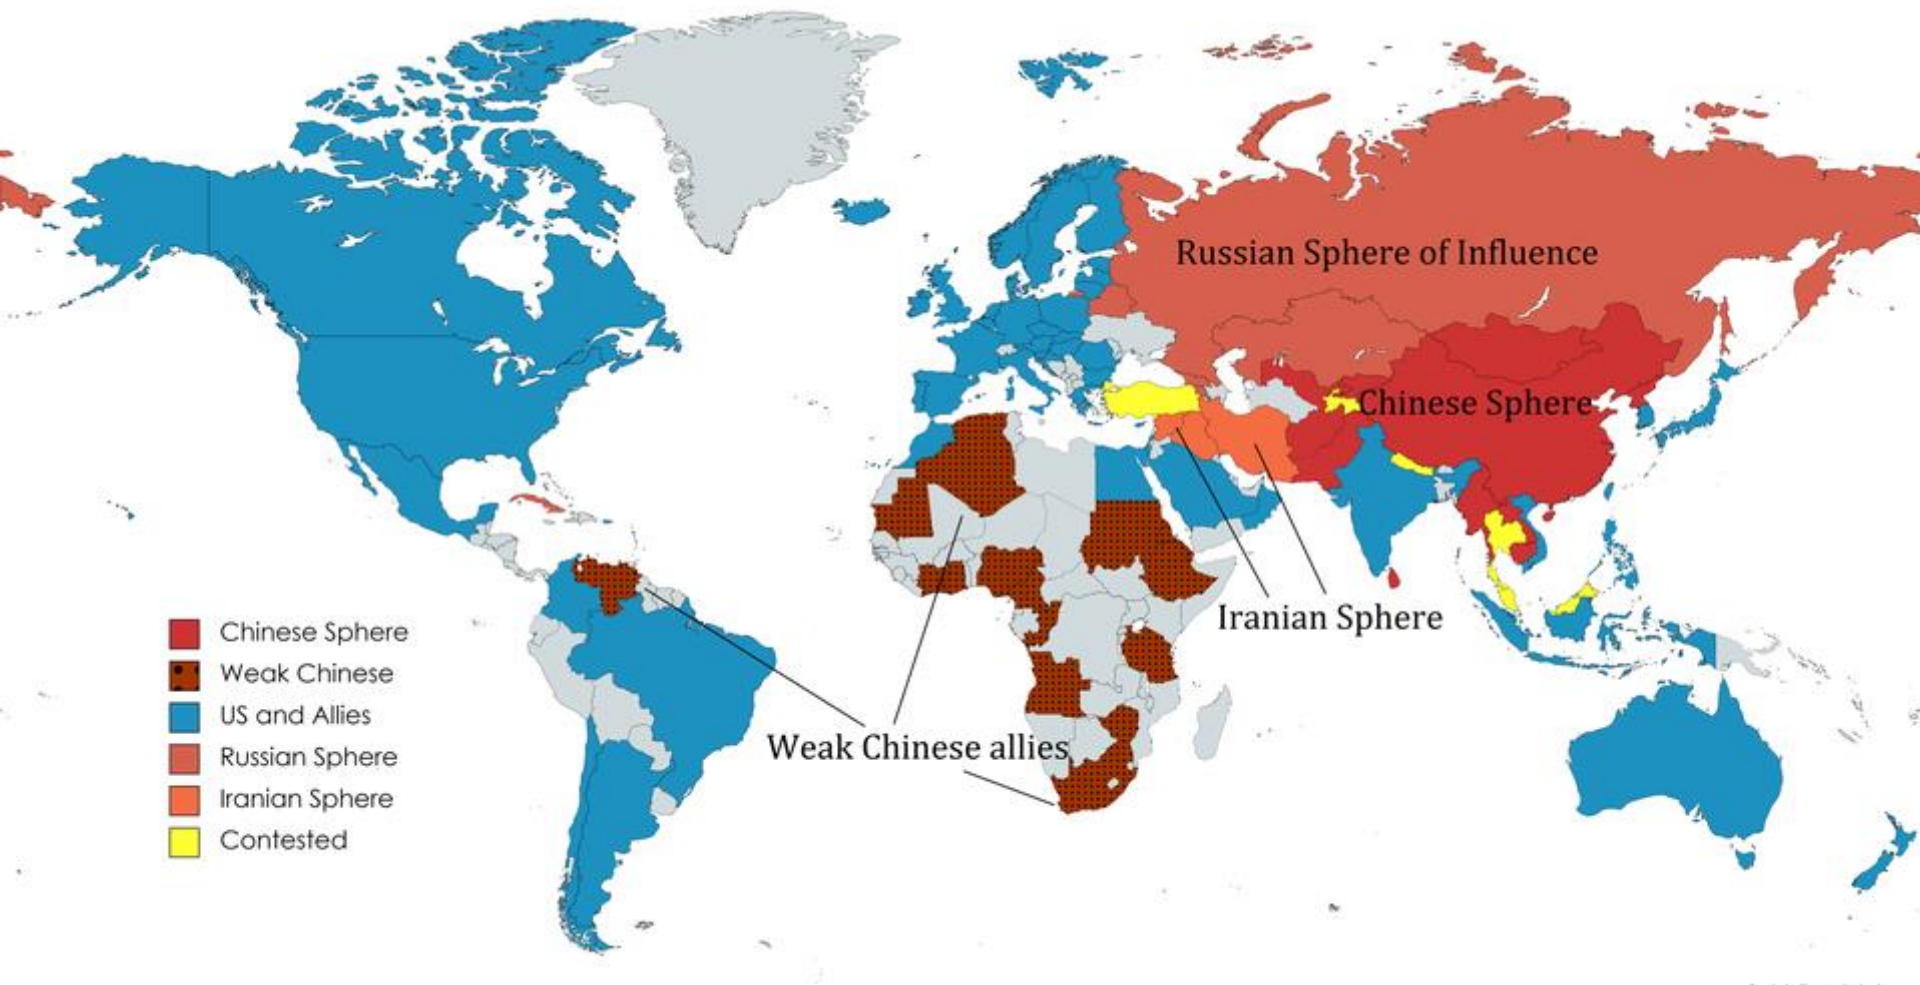 Russian Sphere of Influence
Chinese Sphere
Iranian Sphere
Weak Chinese allies
Chinese Sphere
Weak Chinese
US and Allies
Russian Sphere
Iranian Sphere
Contested